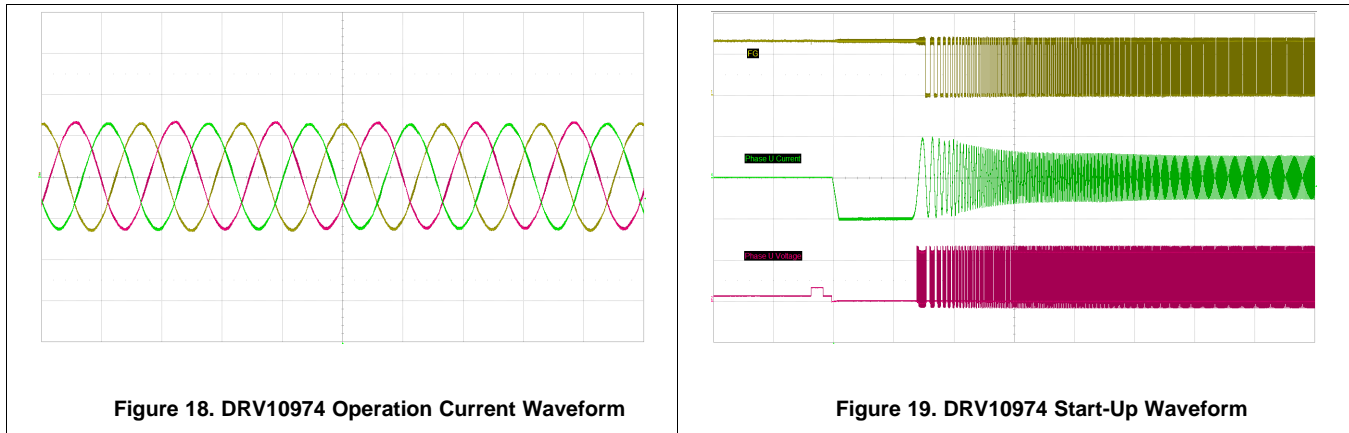 FG
Phase U Current
Phase U Voltage
Figure 18. DRV10974 Operation Current Waveform
Figure 19. DRV10974 Start-Up Waveform